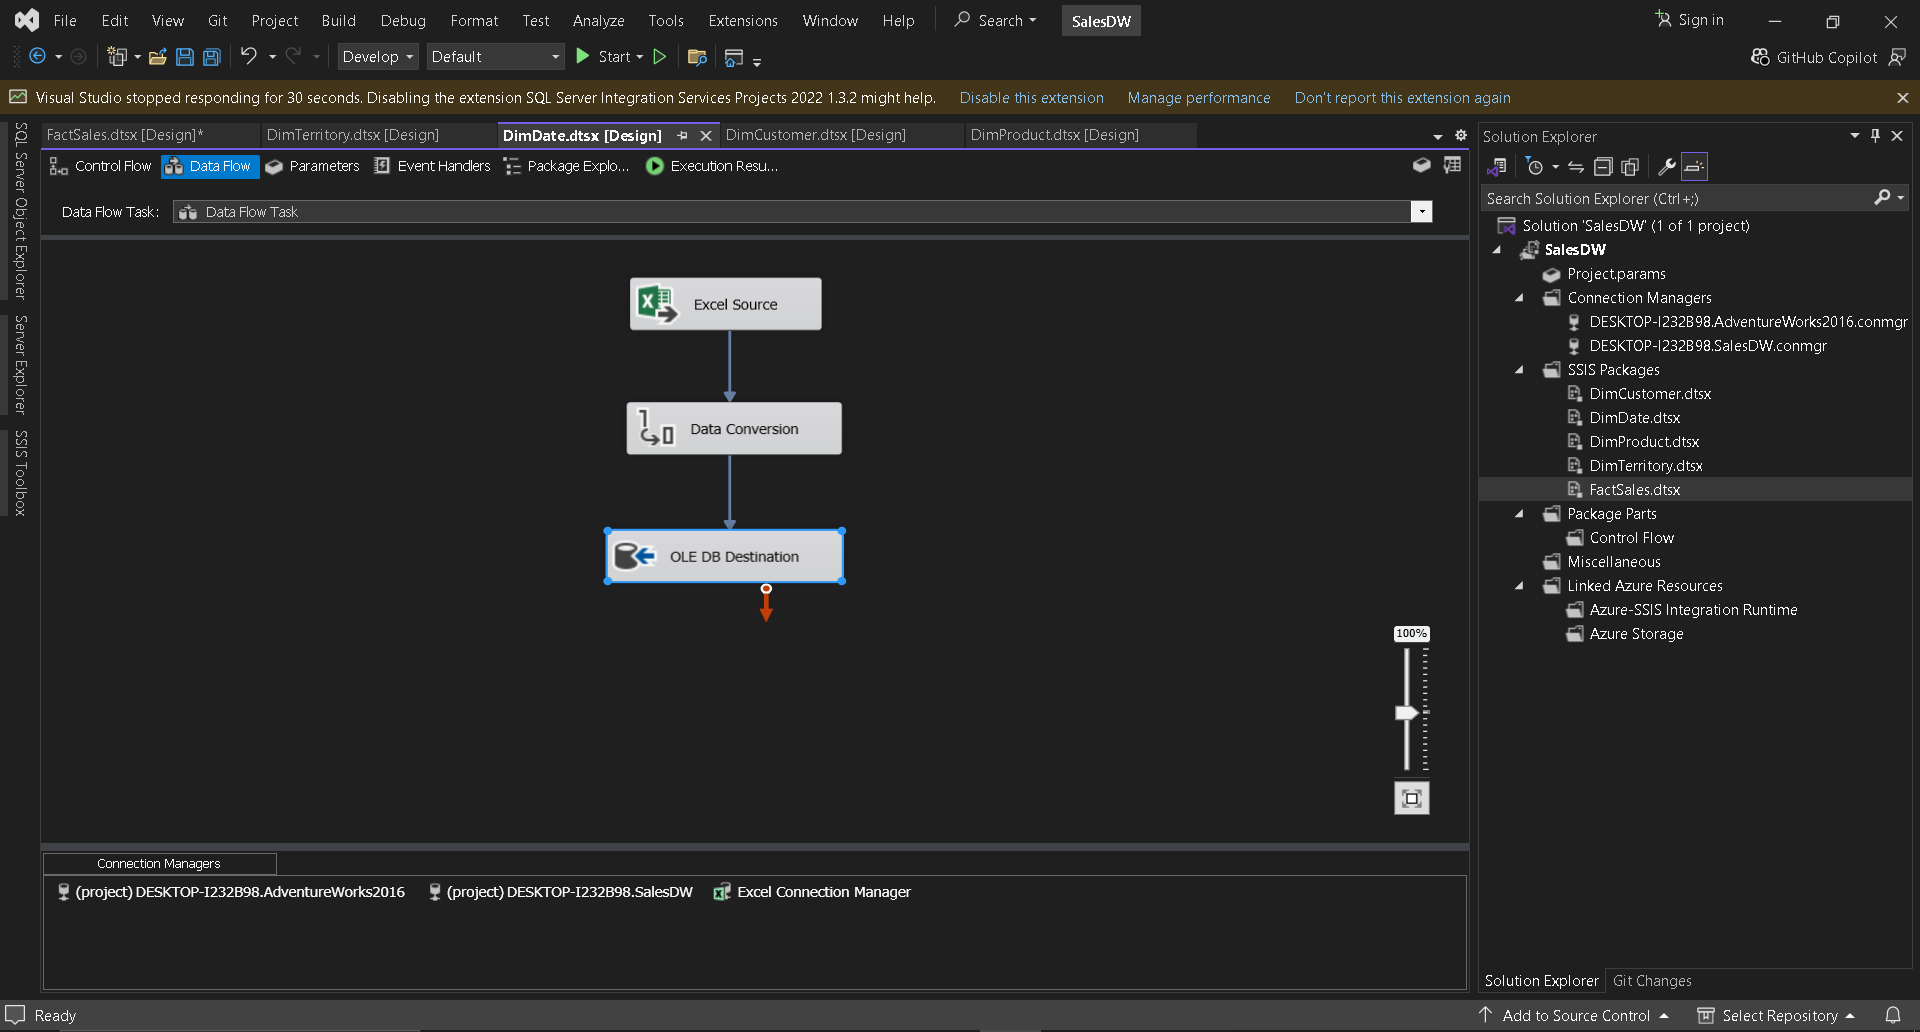 File Edit View Git Project Build Debug Format Test Analyze Tools Extensions Window Help Search SalesDW Sign in
Develop Default Start GitHub Copilot
Visual Studio stopped responding for 30 seconds. Disabling the extension SQL Server Integration Services Projects 2022 1.3.2 might help. Disable this extension Manage performance Don't report this extension again
SQL Server Object Explorer
Server Explorer
SSIS Toolbox
FactSales.dtsx [Design]* DimTerritory.dtsx [Design] DimDate.dtsx [Design] DimCustomer.dtsx [Design] DimProduct.dtsx [Design]
Control Flow Data Flow Parameters Event Handlers Package Explo... Execution Resu...
Data Flow Task: Data Flow Task
Excel Source
Data Conversion
OLE DB Destination
100%
Connection Managers
(project) DESKTOP-I232B98.AdventureWorks2016 (project) DESKTOP-I232B98.SalesDW Excel Connection Manager
Solution Explorer
Search Solution Explorer (Ctrl+;)
Solution 'SalesDW' (1 of 1 project)
SalesDW
Project.params
Connection Managers
DESKTOP-I232B98.AdventureWorks2016.conmgr
DESKTOP-I232B98.SalesDW.conmgr
SSIS Packages
DimCustomer.dtsx
DimDate.dtsx
DimProduct.dtsx
DimTerritory.dtsx
FactSales.dtsx
Package Parts
Control Flow
Miscellaneous
Linked Azure Resources
Azure-SSIS Integration Runtime
Azure Storage
Solution Explorer Git Changes
Ready Add to Source Control Select Repository